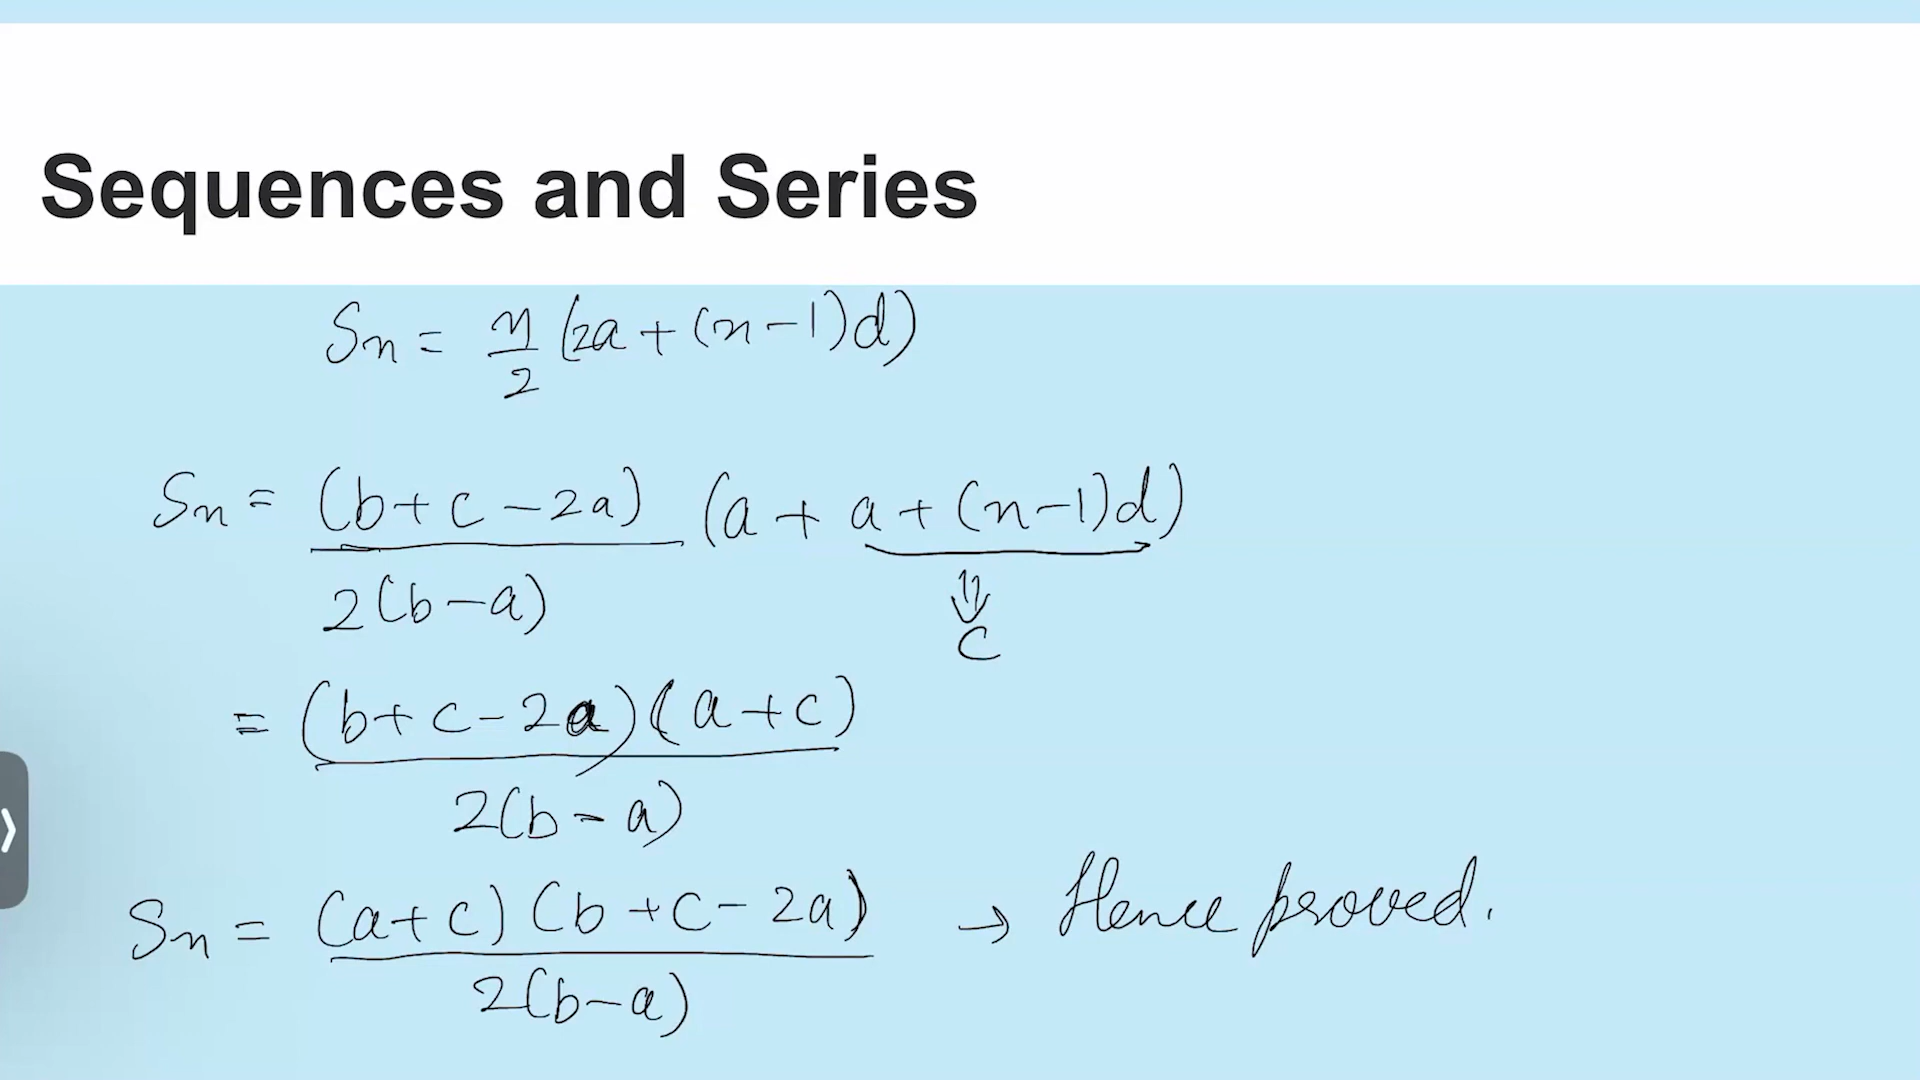 Sequences and Series
Sn = n/2 (2a + (n-1)d)
Sn = (b+c-2a)/2(b-a) (a + a + (n-1)d)
⇓
C
= (b+c-2a)(a+c)/2(b-a)
Sn = (a+c)(b+c-2a)/2(b-a) → Hence proved.